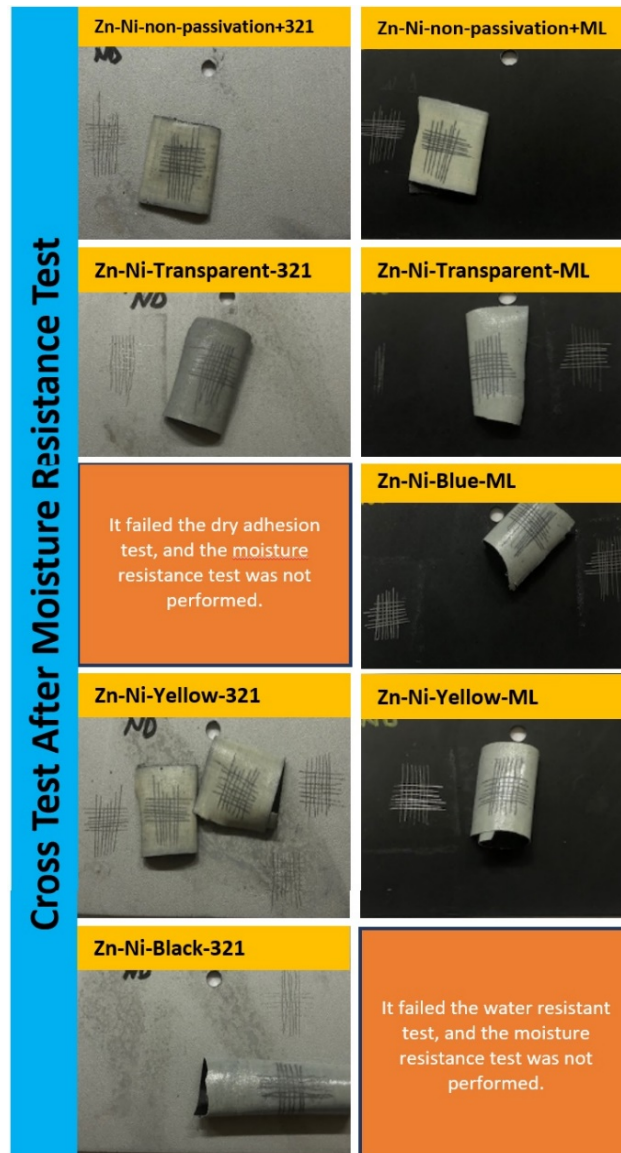 Cross Test After Moisture Resistance Test
Zn-Ni-non-passivation+321
Zn-Ni-non-passivation+ML
ND
Zn-Ni-Transparent-321
Zn-Ni-Transparent-ML
ND
It failed the dry adhesion
test, and the moisture
resistance test was not
performed.
Zn-Ni-Blue-ML
Zn-Ni-Yellow-321
Zn-Ni-Yellow-ML
ND
Zn-Ni-Black-321
It failed the water resistant
test, and the moisture
resistance test was not
performed.